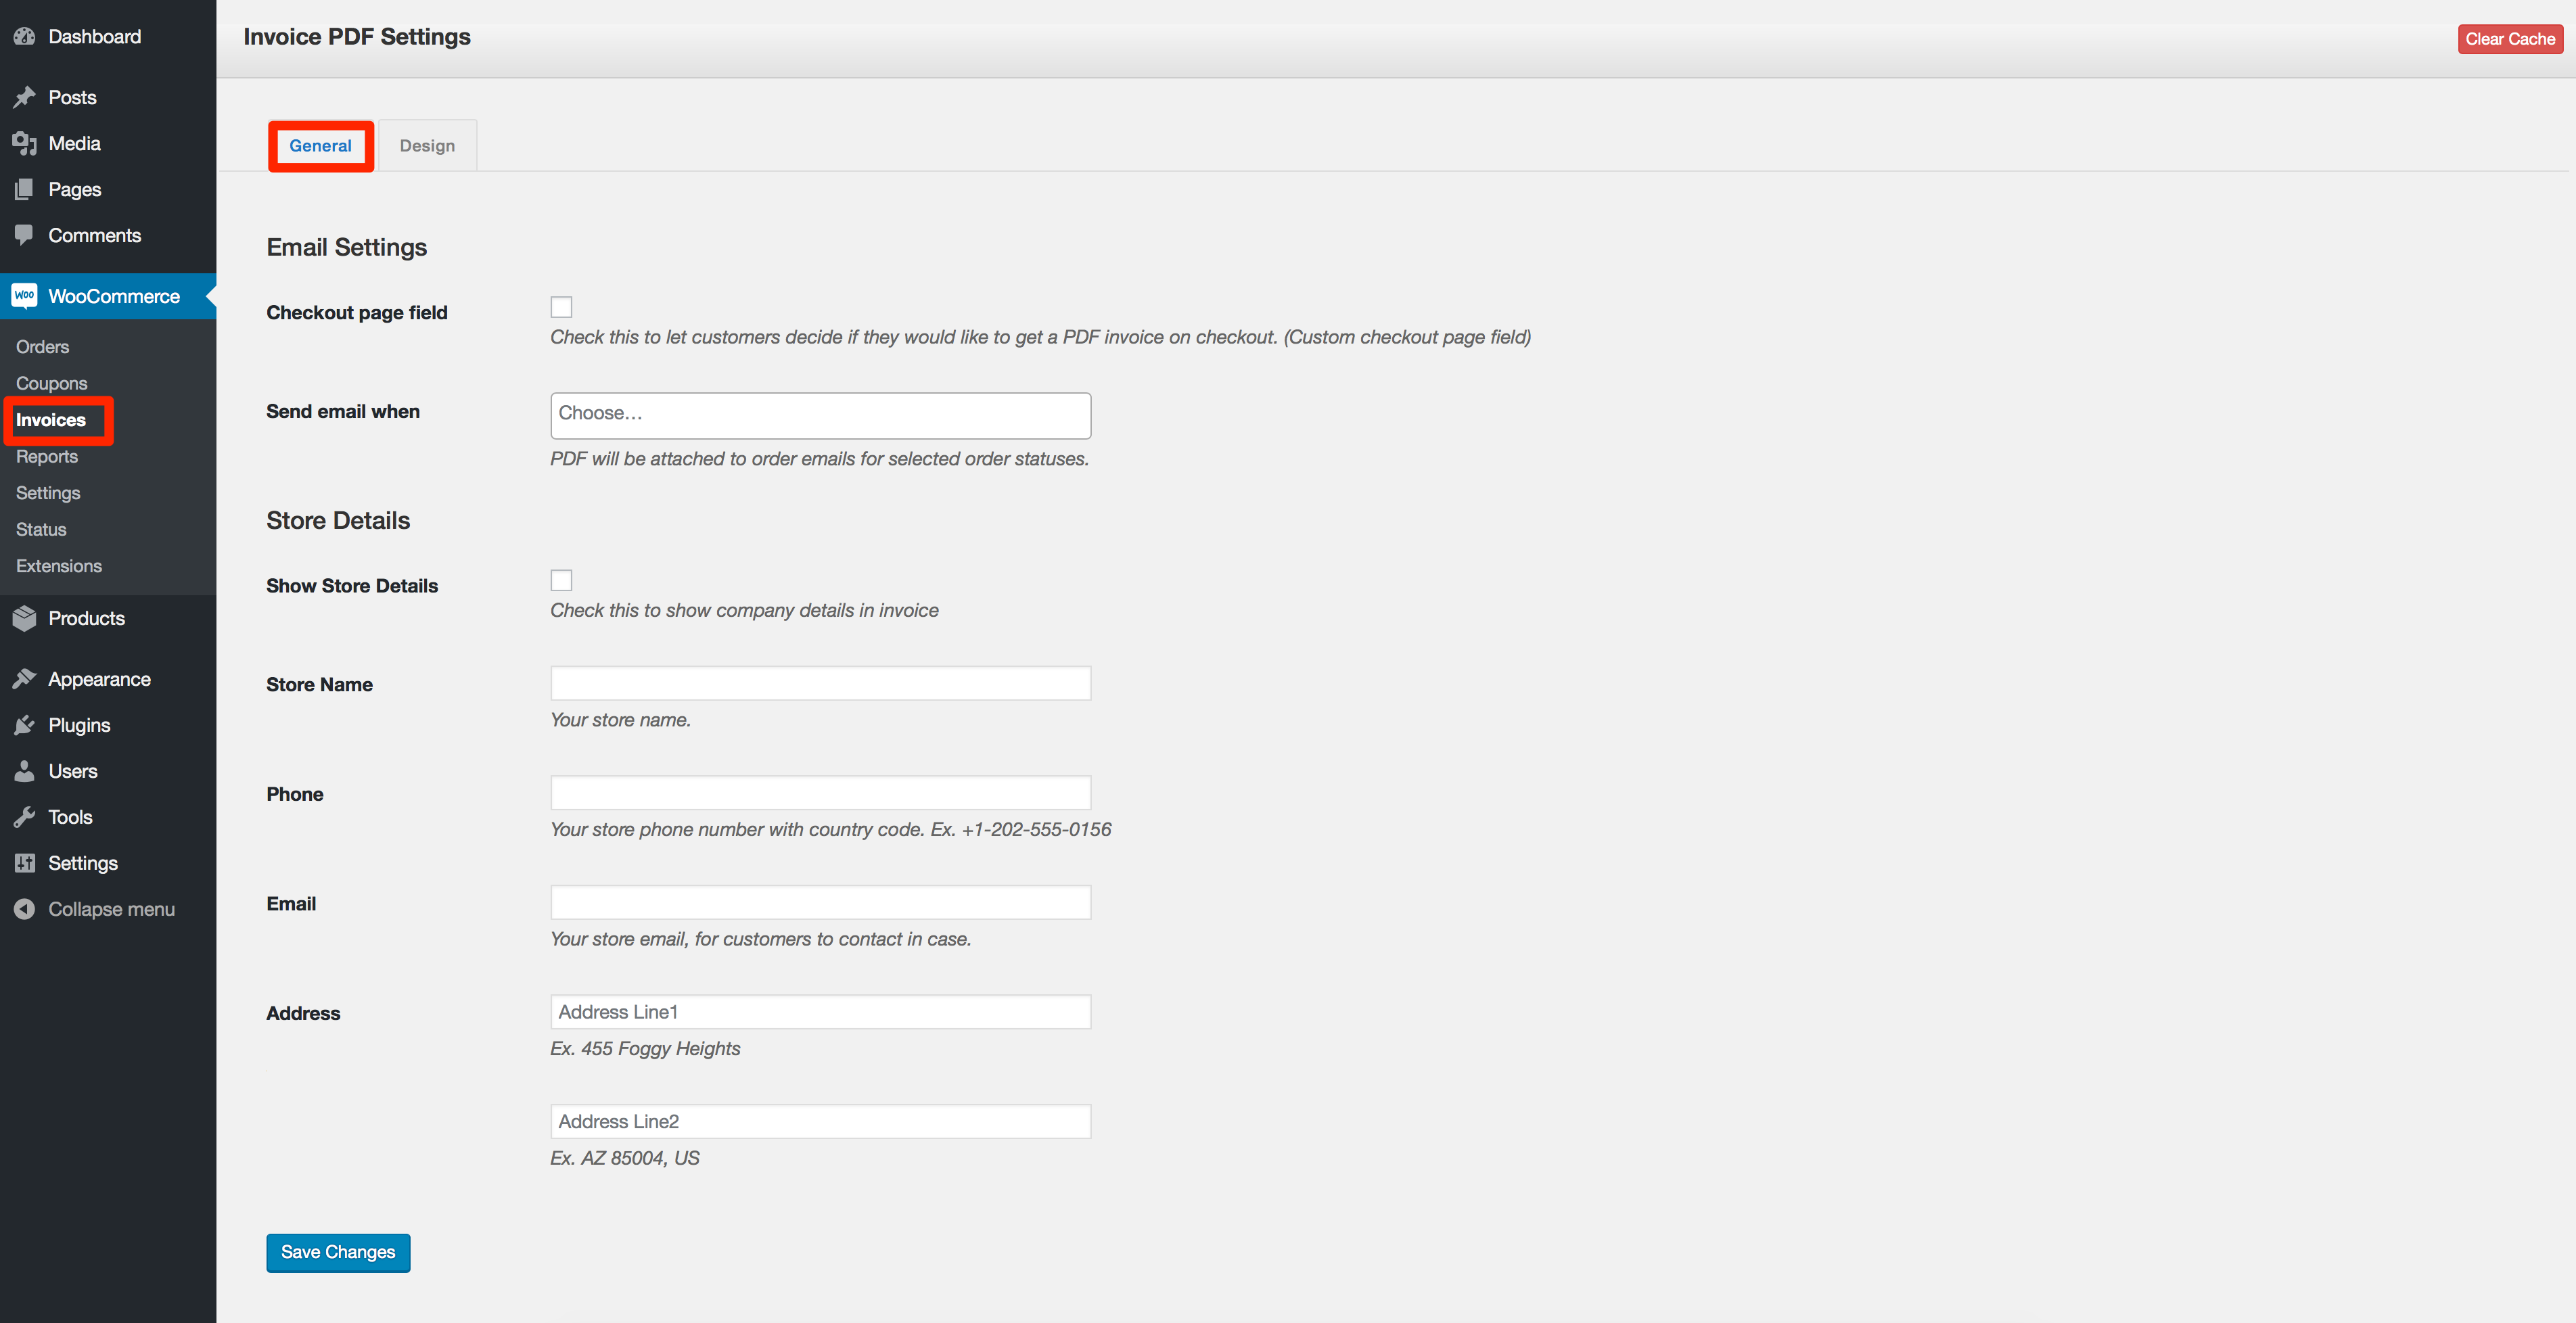 Dashboard
Posts
Media
Pages
Comments
Woo WooCommerce
Orders
Coupons
Invoices
Reports
Settings
Status
Extensions
Products
Appearance
Plugins
Users
Tools
Settings
Collapse menu
Invoice PDF Settings
Clear Cache
General Design
Email Settings
Checkout page field
Check this to let customers decide if they would like to get a PDF invoice on checkout. (Custom checkout page field)
Send email when Choose...
PDF will be attached to order emails for selected order statuses.
Store Details
Show Store Details
Check this to show company details in invoice
Store Name
Your store name.
Phone
Your store phone number with country code. Ex. +1-202-555-0156
Email
Your store email, for customers to contact in case.
Address Address Line1
Ex. 455 Foggy Heights
Address Line2
Ex. AZ 85004, US
Save Changes